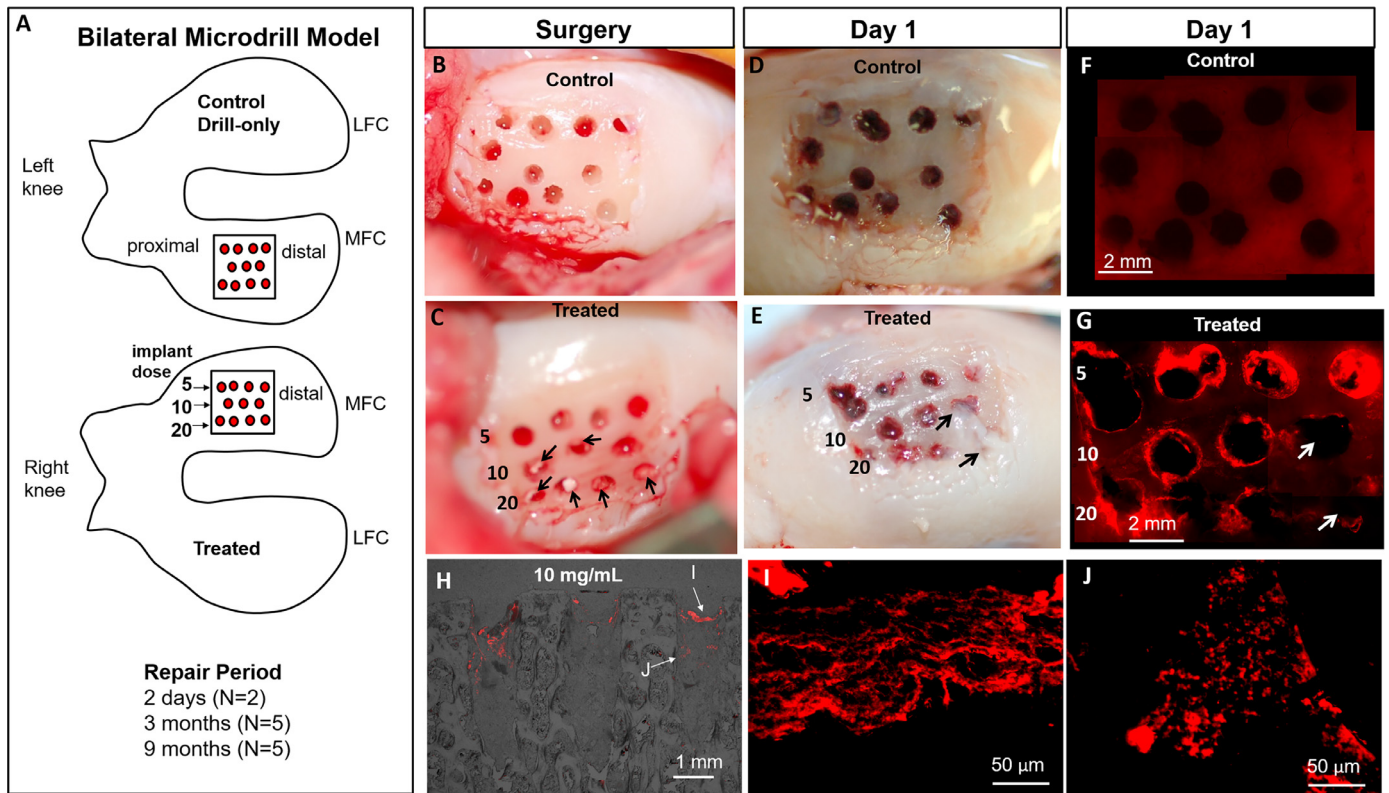 A
Bilateral Microdrill Model
Control
Drill-only
LFC
Left
knee
proximal
distal
MFC
implant
dose
5
10
20
distal
MFC
Right
knee
Treated
LFC
Repair Period
2 days (N=2)
3 months (N=5)
9 months (N=5)
Surgery
Day 1
Day 1
B
Control
D
Control
F
Control
2 mm
C
Treated
5
10
20
E
Treated
5
10
20
G
Treated
5
10
20
2 mm
H
10 mg/mL
I
J
1 mm
I
50 µm
J
50 µm